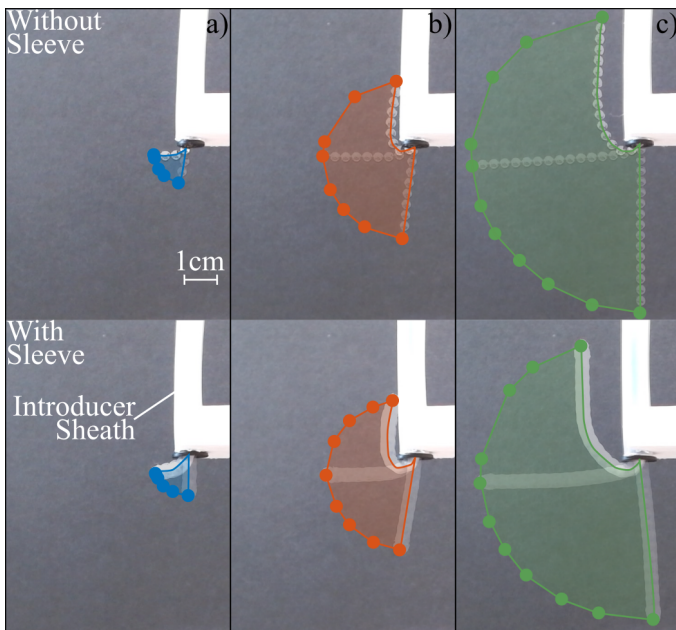 Without
Sleeve
a)
b)
c)
1cm
With
Sleeve
Introducer
Sheath